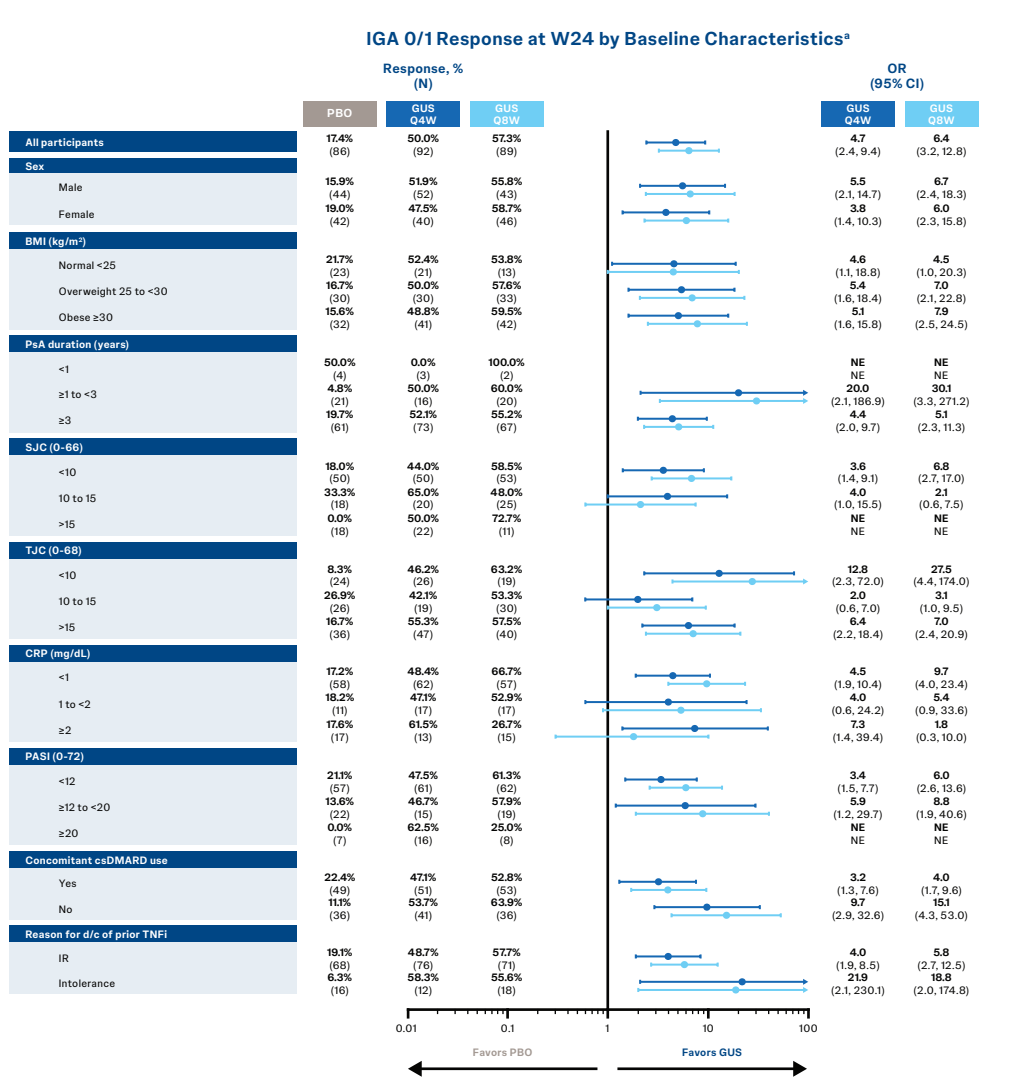 IGA 0/1 Response at W24 by Baseline Characteristicsᵃ
Response, % (N)
OR (95% CI)
PBO GUS Q4W GUS Q8W GUS Q4W GUS Q8W
All participants 17.4% 50.0% 57.3% 4.7 6.4
(86) (92) (89) (2.4, 9.4) (3.2, 12.8)
Sex
Male 15.9% 51.9% 55.8% 5.5 6.7
(44) (52) (43) (2.1, 14.7) (2.4, 18.3)
Female 19.0% 47.5% 58.7% 3.8 6.0
(42) (40) (46) (1.4, 10.3) (2.3, 15.8)
BMI (kg/m²)
Normal <25 21.7% 52.4% 53.8% 4.6 4.5
(23) (21) (13) (1.1, 18.8) (1.0, 20.3)
Overweight 25 to <30 16.7% 50.0% 57.6% 5.4 7.0
(30) (30) (33) (1.6, 18.4) (2.1, 22.8)
Obese ≥30 15.6% 48.8% 59.5% 5.1 7.9
(32) (41) (42) (1.6, 15.8) (2.5, 24.5)
PsA duration (years)
<1 50.0% 0.0% 100.0% NE NE
(4) (3) (2) NE NE
≥1 to <3 4.8% 50.0% 60.0% 20.0 30.1
(21) (16) (20) (2.1, 186.9) (3.3, 271.2)
≥3 19.7% 52.1% 55.2% 4.4 5.1
(61) (73) (67) (2.0, 9.7) (2.3, 11.3)
SJC (0-66)
<10 18.0% 44.0% 58.5% 3.6 6.8
(50) (50) (53) (1.4, 9.1) (2.7, 17.0)
10 to 15 33.3% 65.0% 48.0% 4.0 2.1
(18) (20) (25) (1.0, 15.5) (0.6, 7.5)
>15 0.0% 50.0% 72.7% NE NE
(18) (22) (11) NE NE
TJC (0-68)
<10 8.3% 46.2% 63.2% 12.8 27.5
(24) (26) (19) (2.3, 72.0) (4.4, 174.0)
10 to 15 26.9% 42.1% 53.3% 2.0 3.1
(26) (19) (30) (0.6, 7.0) (1.0, 9.5)
>15 16.7% 55.3% 57.5% 6.4 7.0
(36) (47) (40) (2.2, 18.4) (2.4, 20.9)
CRP (mg/dL)
<1 17.2% 48.4% 66.7% 4.5 9.7
(58) (62) (57) (1.9, 10.4) (4.0, 23.4)
1 to <2 18.2% 47.1% 52.9% 4.0 5.4
(11) (17) (17) (0.6, 24.2) (0.9, 33.6)
≥2 17.6% 61.5% 26.7% 7.3 1.8
(17) (13) (15) (1.4, 39.4) (0.3, 10.0)
PASI (0-72)
<12 21.1% 47.5% 61.3% 3.4 6.0
(57) (61) (62) (1.5, 7.7) (2.6, 13.6)
≥12 to <20 13.6% 46.7% 57.9% 5.9 8.8
(22) (15) (19) (1.2, 29.7) (1.9, 40.6)
≥20 0.0% 62.5% 25.0% NE NE
(7) (16) (8) NE NE
Concomitant csDMARD use
Yes 22.4% 47.1% 52.8% 3.2 4.0
(49) (51) (53) (1.3, 7.6) (1.7, 9.6)
No 11.1% 53.7% 63.9% 9.7 15.1
(36) (41) (36) (2.9, 32.6) (4.3, 53.0)
Reason for d/c of prior TNFi
IR 19.1% 48.7% 57.7% 4.0 5.8
(68) (76) (71) (1.9, 8.5) (2.7, 12.5)
Intolerance 6.3% 58.3% 55.6% 21.9 18.8
(16) (12) (18) (2.1, 230.1) (2.0, 174.8)
0.01 0.1 1 10 100
Favors PBO Favors GUS